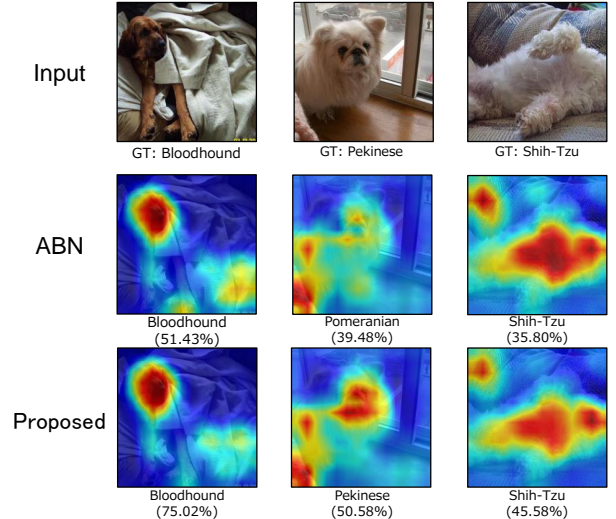 Input
GT: Bloodhound
GT: Pekinese
GT: Shih-Tzu
ABN
Bloodhound
(51.43%)
Pomeranian
(39.48%)
Shih-Tzu
(35.80%)
Proposed
Bloodhound
(75.02%)
Pekinese
(50.58%)
Shih-Tzu
(45.58%)